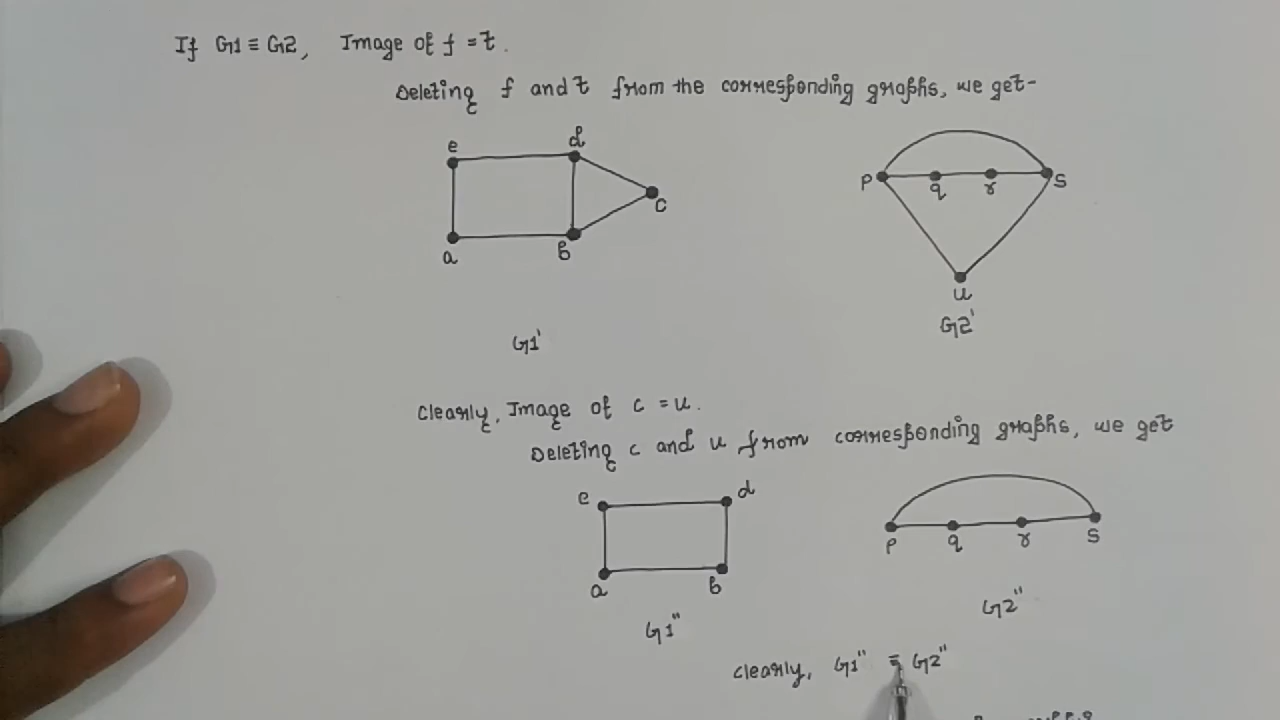 If G1 ≡ G2, Image of f = t.
Deleting f and t from the corresponding graphs, we get-
e d
p q r s
c
a b
u
G2'
G1'
Clearly, Image of c = u.
Deleting c and u from corresponding graphs, we get
e d
p q r s
a b
G2"
G1"
Clearly, G1" ≡ G2"